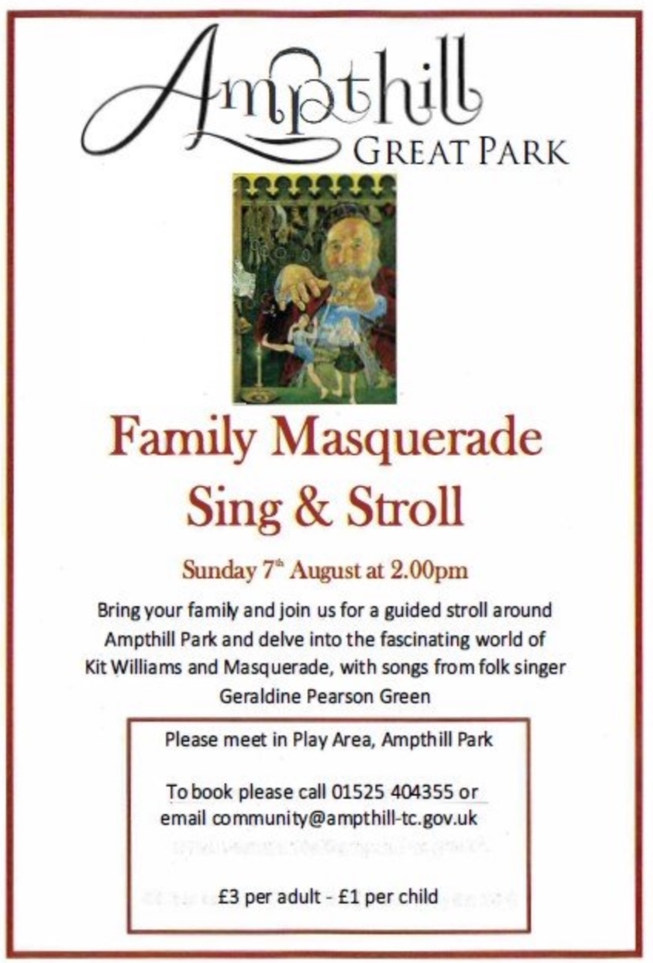 Ampthill
GREAT PARK
Family Masquerade
Sing & Stroll
Sunday 7th August at 2.00pm
Bring your family and join us for a guided stroll around
Ampthill Park and delve into the fascinating world of
Kit Williams and Masquerade, with songs from folk singer
Geraldine Pearson Green
Please meet in Play Area, Ampthill Park
To book please call 01525 404355 or
email community@ampthill-tc.gov.uk
£3 per adult - £1 per child